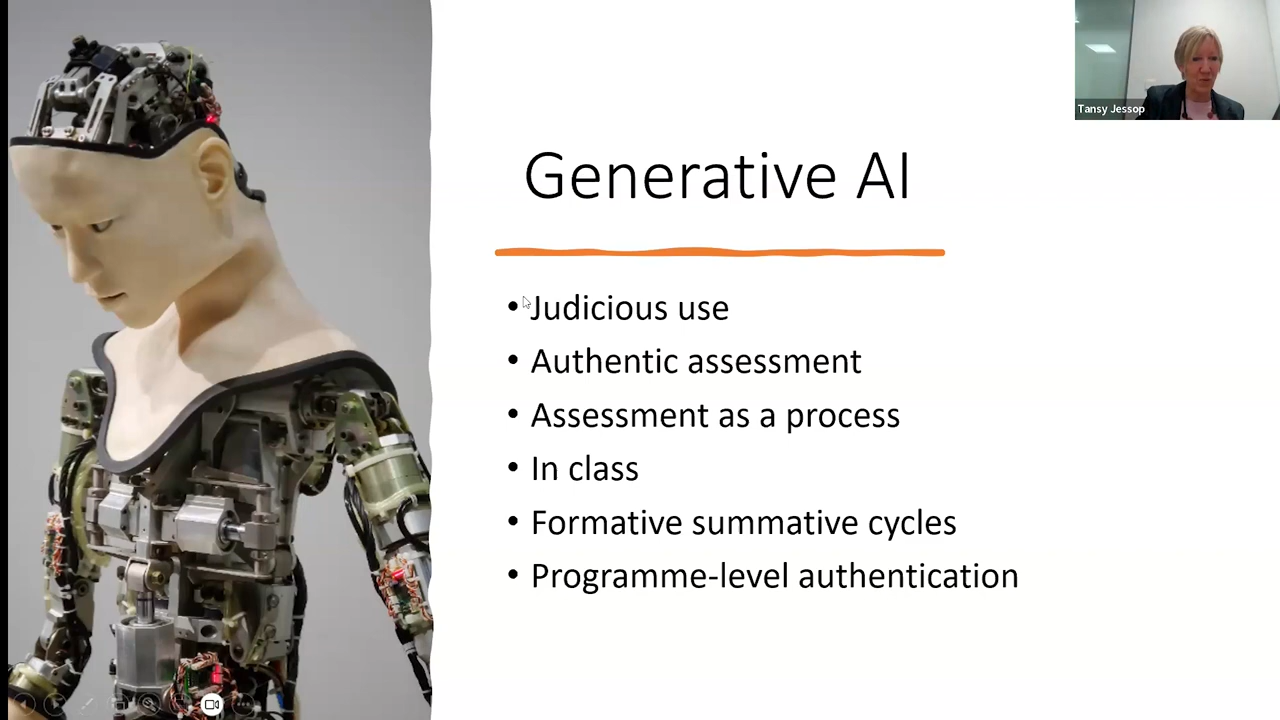 Tansy Jessop
Generative AI
• Judicious use
• Authentic assessment
• Assessment as a process
• In class
• Formative summative cycles
• Programme-level authentication